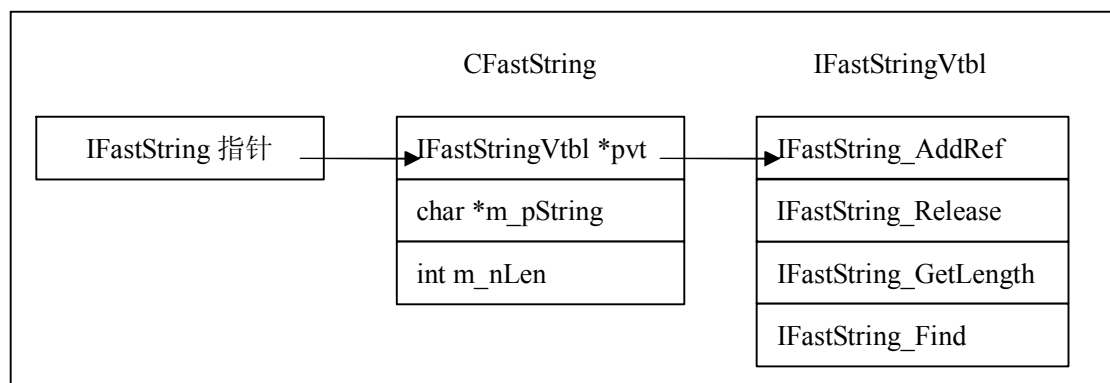 CFastString
IFastStringVtbl
IFastString 指针
IFastStringVtbl *pvt
IFastString_AddRef
char *m_pString
IFastString_Release
int m_nLen
IFastString_GetLength
IFastString_Find